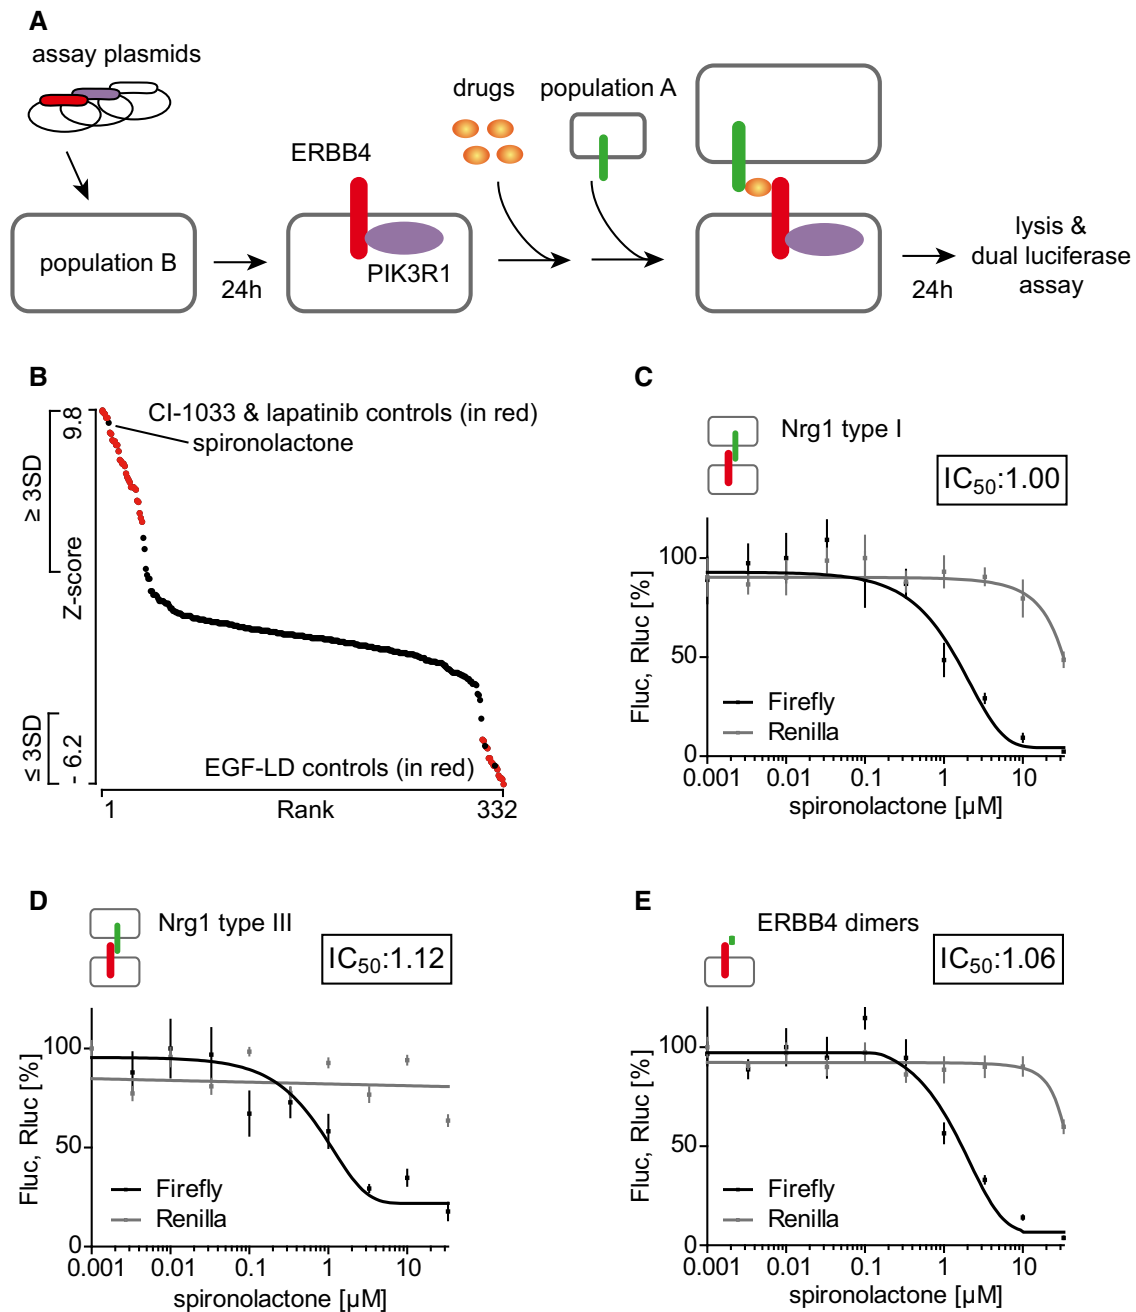 A
assay plasmids
population B
24h
ERBB4
PIK3R1
drugs
population A
24h
lysis &
dual luciferase
assay
B
≥ 3SD
9.8
Z-score
≤ 3SD
- 6.2
CI-1033 & lapatinib controls (in red)
spironolactone
EGF-LD controls (in red)
1
Rank
332
C
Nrg1 type I
IC50:1.00
Fluc, Rluc [%]
100
50
0
Firefly
Renilla
0.001
0.01
0.1
1
10
spironolactone [µM]
D
Nrg1 type III
IC50:1.12
Fluc, Rluc [%]
100
50
0
Firefly
Renilla
0.001
0.01
0.1
1
10
spironolactone [µM]
E
ERBB4 dimers
IC50:1.06
Fluc, Rluc [%]
100
50
0
Firefly
Renilla
0.001
0.01
0.1
1
10
spironolactone [µM]